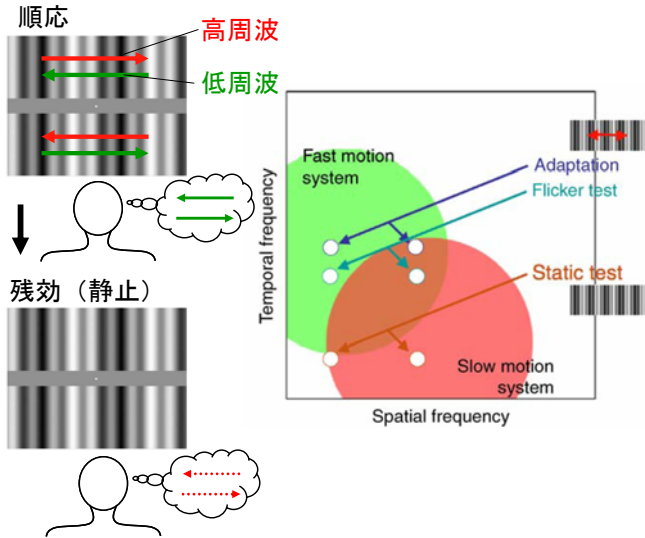 順応
高周波
低周波
残効（静止）
Fast motion
system
Adaptation
Flicker test
Static test
Slow motion
system
Temporal frequency
Spatial frequency